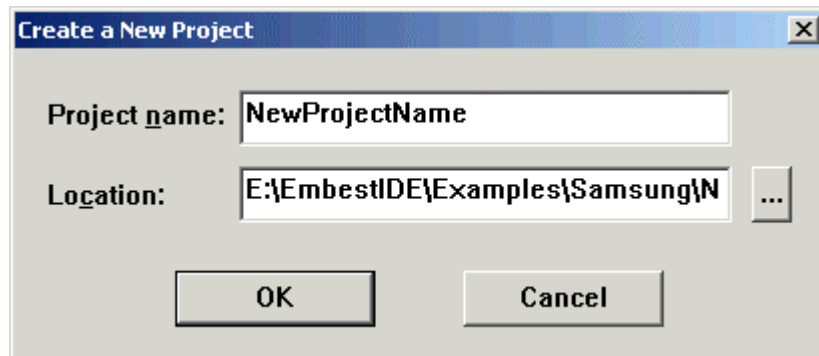 Create a New Project
Project name: NewProjectName
Location: E:\EmbestIDE\Examples\Samsung\N ...
OK Cancel